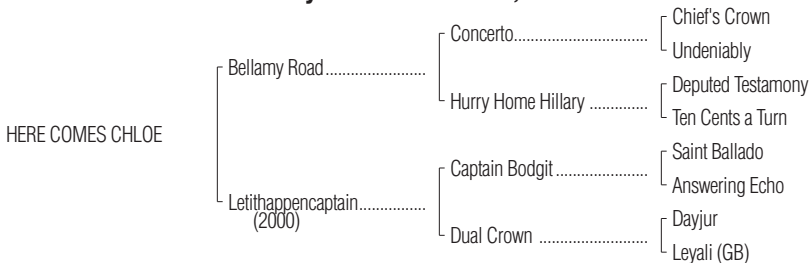 Chief's Crown
Concerto
Undeniably
Bellamy Road
Deputed Testamony
Hurry Home Hillary
Ten Cents a Turn
HERE COMES CHLOE
Saint Ballado
Captain Bodgit
Answering Echo
Letithappencaptain
(2000)
Dayjur
Dual Crown
Leyali (GB)